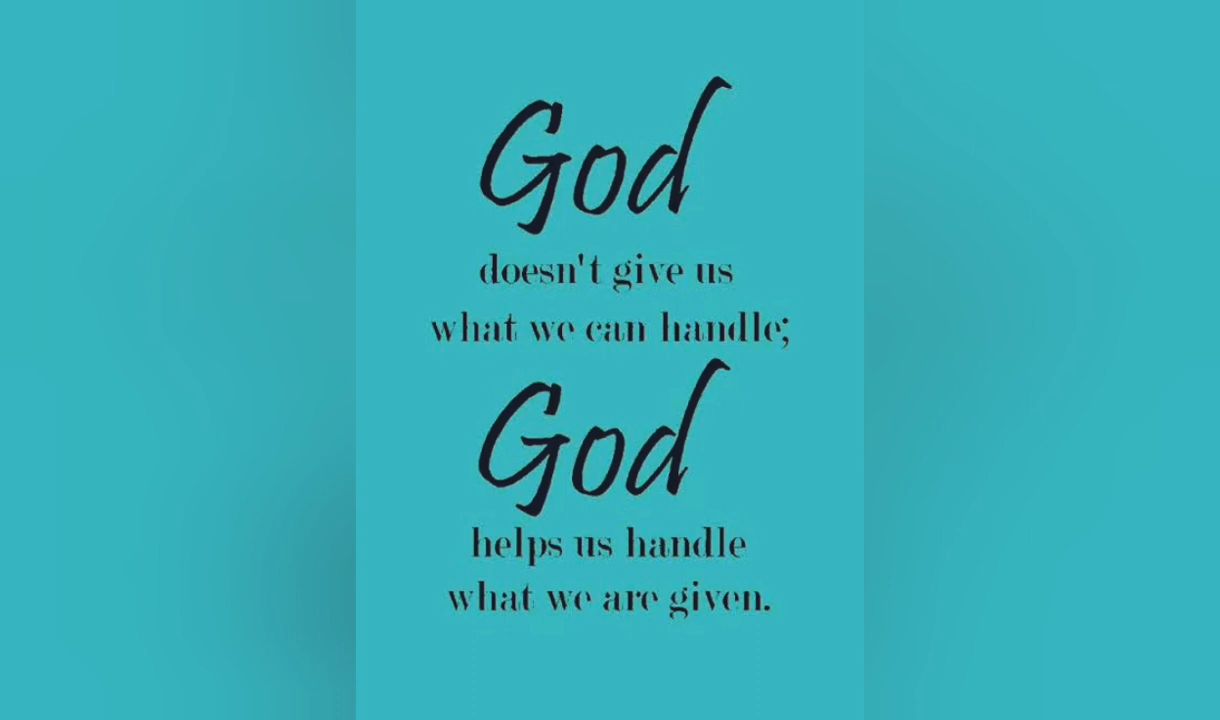 God
doesn't give us
what we can handle;
God
helps us handle
what we are given.